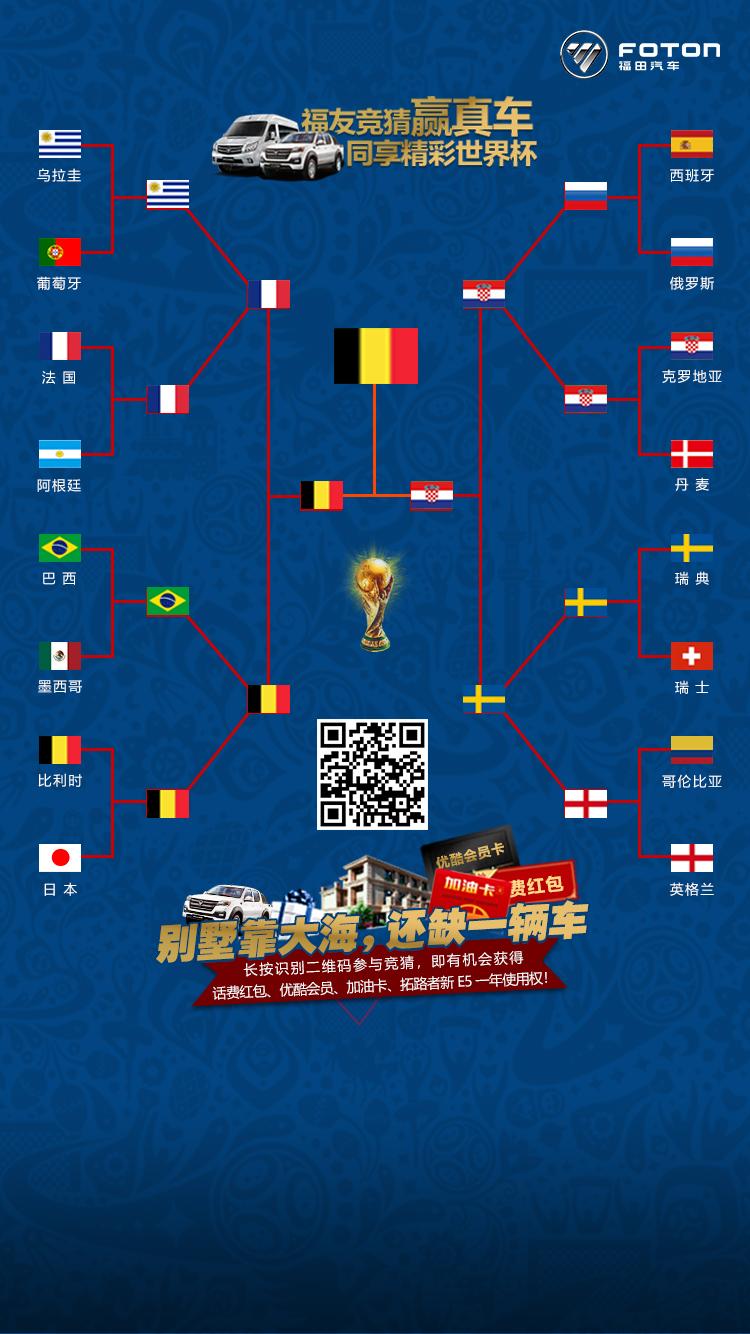 FOTON
福田汽车
福友竞猜赢真车
同享精彩世界杯
乌拉圭
葡萄牙
法 国
阿根廷
巴 西
墨西哥
比利时
日 本
西班牙
俄罗斯
克罗地亚
丹 麦
瑞 典
瑞 士
哥伦比亚
英格兰
优酷会员卡
加油卡
费红包
别墅靠大海，还缺一辆车
长按识别二维码参与竞猜，即有机会获得
话费红包、优酷会员、加油卡、拓路者新 E5 一年使用权！